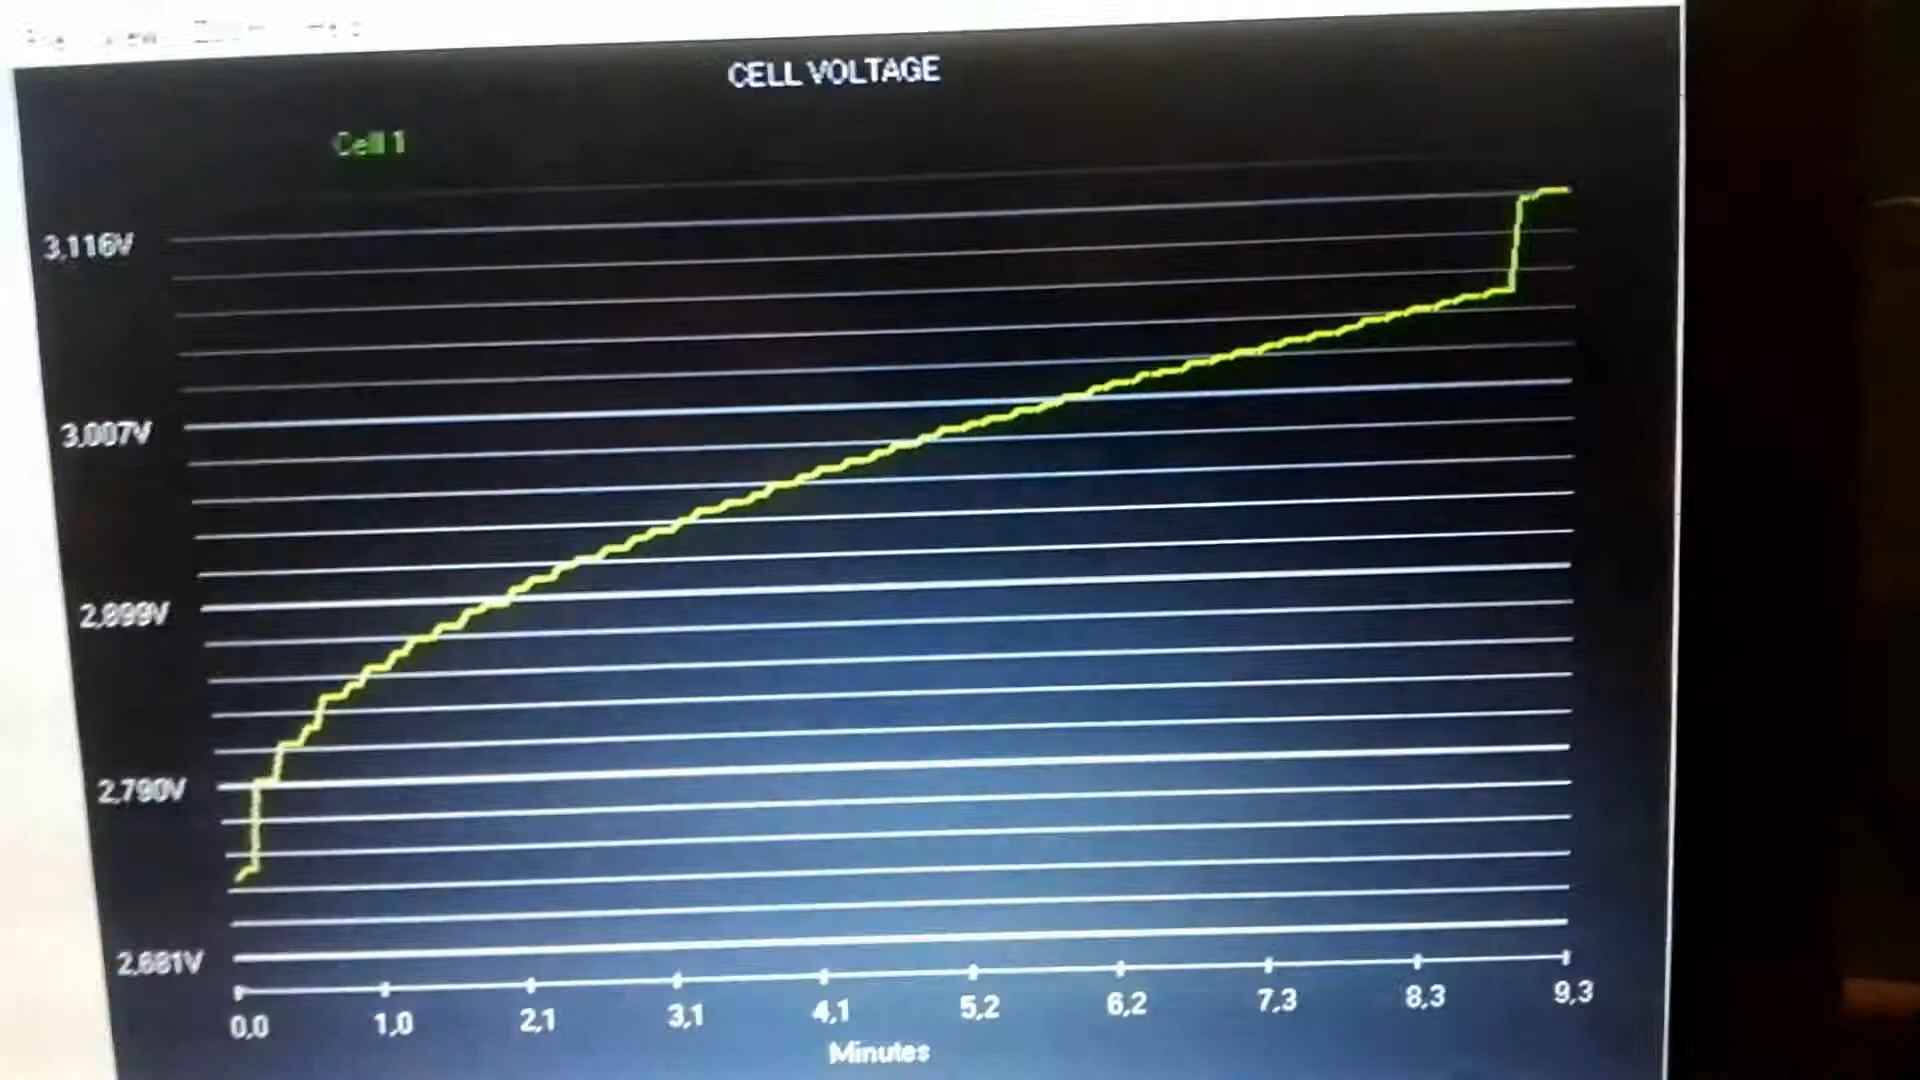 CELL VOLTAGE
Cell 1
3,116V
3,007V
2,899V
2,790V
2,681V
0,0 1,0 2,1 3,1 4,1 5,2 6,2 7,3 8,3 9,3
Minutes